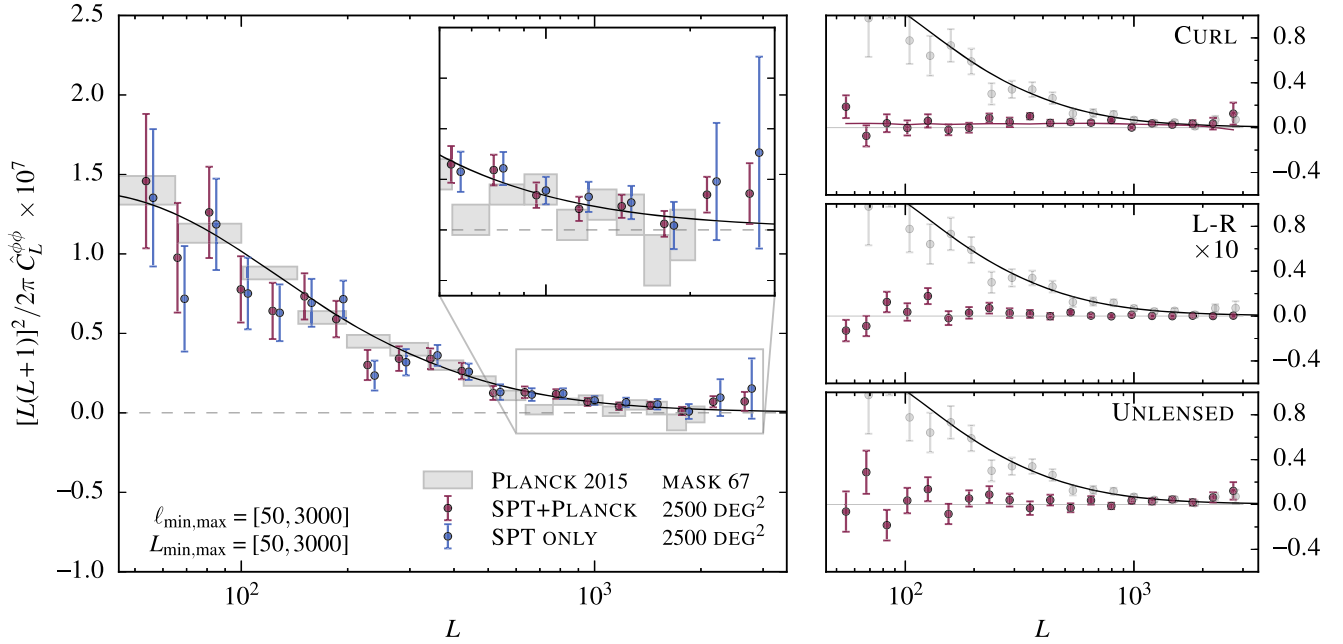 [L(L+1)]²/2π Ĉ_L^ϕϕ × 10⁷
2.5
2.0
1.5
1.0
0.5
0.0
−0.5
−1.0
PLANCK 2015 MASK 67
SPT+PLANCK 2500 DEG²
SPT ONLY 2500 DEG²
ℓmin,max = [50, 3000]
Lmin,max = [50, 3000]
10²
10³
L
CURL
0.8
0.4
0.0
−0.4
L-R
×10
0.8
0.4
0.0
−0.4
UNLENSED
0.8
0.4
0.0
−0.4
10²
10³
L